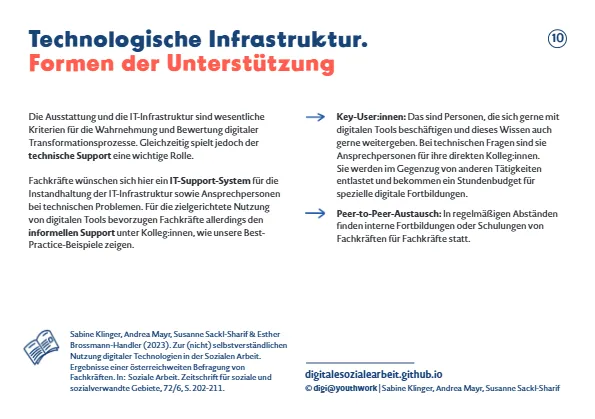 Technologische Infrastruktur.
Formen der Unterstützung
10
Die Ausstattung und die IT-Infrastruktur sind wesentliche
Kriterien für die Wahrnehmung und Bewertung digitaler
Transformationsprozesse. Gleichzeitig spielt jedoch der
technische Support eine wichtige Rolle.
Fachkräfte wünschen sich hier ein IT-Support-System für die
Instandhaltung der IT-Infrastruktur sowie Ansprechpersonen
bei technischen Problemen. Für die zielgerichtete Nutzung
von digitalen Tools bevorzugen Fachkräfte allerdings den
informellen Support unter Kolleg:innen, wie unsere Best-
Practice-Beispiele zeigen.
Key-User:innen: Das sind Personen, die sich gerne mit
digitalen Tools beschäftigen und dieses Wissen auch
gerne weitergeben. Bei technischen Fragen sind sie
Ansprechpersonen für ihre direkten Kolleg:innen.
Sie werden im Gegenzug von anderen Tätigkeiten
entlastet und bekommen ein Stundenbudget für
spezielle digitale Fortbildungen.
Peer-to-Peer-Austausch: In regelmäßigen Abständen
finden interne Fortbildungen oder Schulungen von
Fachkräften für Fachkräfte statt.
Sabine Klinger, Andrea Mayr, Susanne Sackl-Sharif & Esther
Brossmann-Handler (2023). Zur (nicht) selbstverständlichen
Nutzung digitaler Technologien in der Sozialen Arbeit.
Ergebnisse einer österreichweiten Befragung von
Fachkräften. In: Soziale Arbeit. Zeitschrift für soziale und
sozialverwandte Gebiete, 72/6, S. 202-211.
digitalesozialearbeit.github.io
© digi@youthwork | Sabine Klinger, Andrea Mayr, Susanne Sackl-Sharif